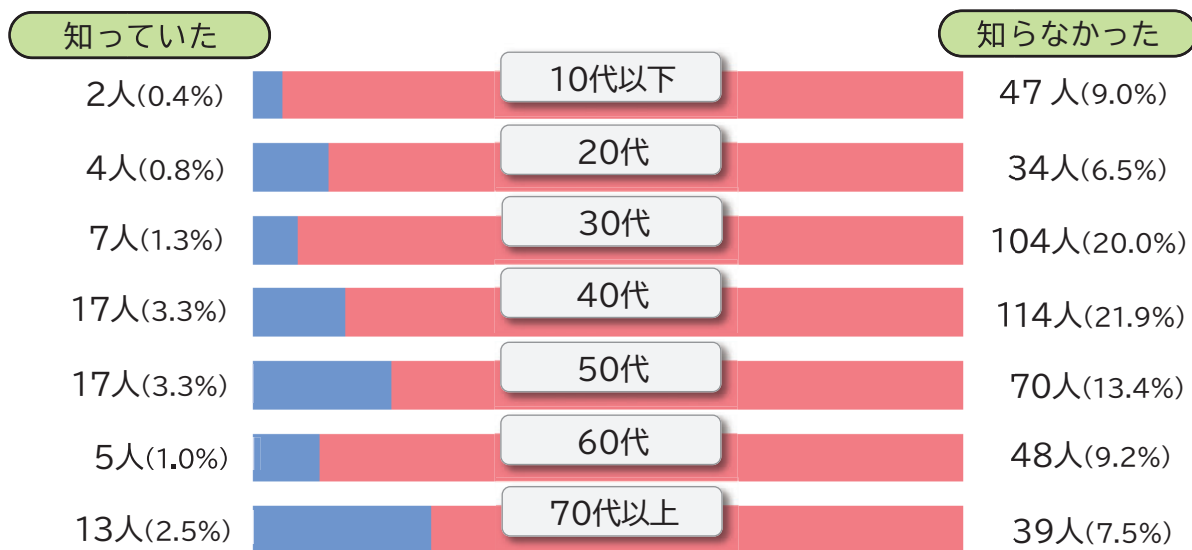 知っていた 知らなかった
2人(0.4%) 10代以下 47人(9.0%)
4人(0.8%) 20代 34人(6.5%)
7人(1.3%) 30代 104人(20.0%)
17人(3.3%) 40代 114人(21.9%)
17人(3.3%) 50代 70人(13.4%)
5人(1.0%) 60代 48人(9.2%)
13人(2.5%) 70代以上 39人(7.5%)